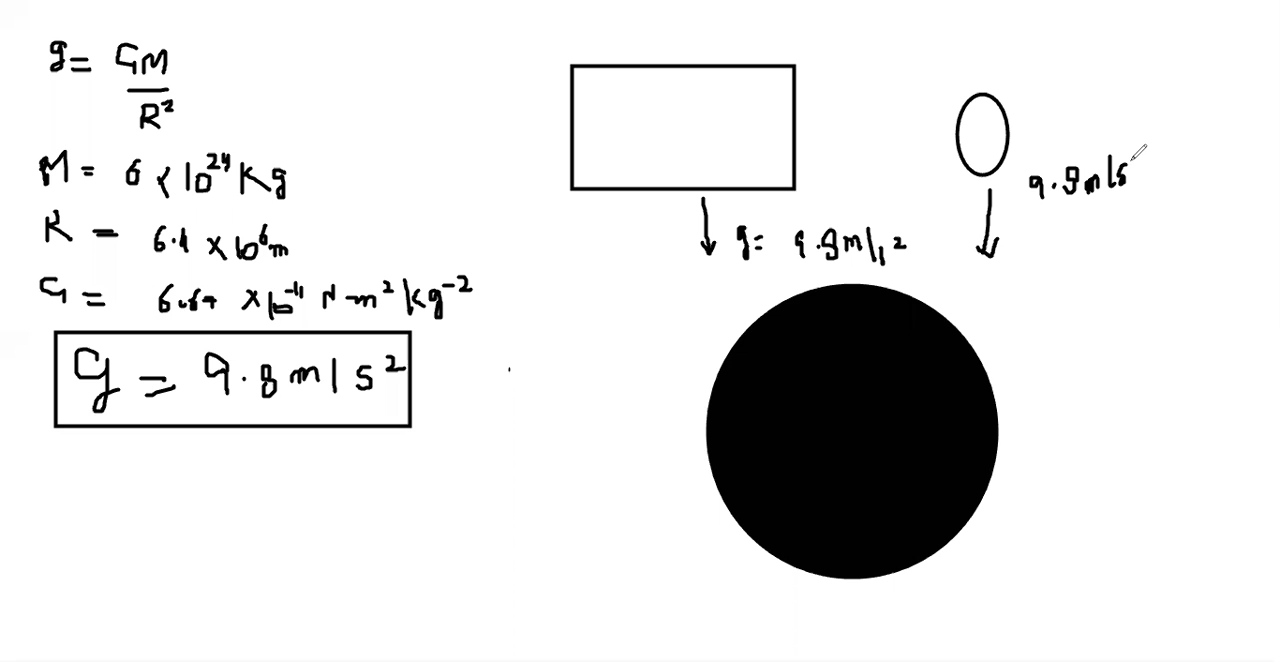 g = GM
R²
M = 6 × 10²⁴ Kg
R = 6.4 × 10⁶ m
G = 6.67 × 10⁻¹¹ N-m² kg⁻²
g = 9.8 m/s²
g = 9.8 m/s²
9.8 m/s